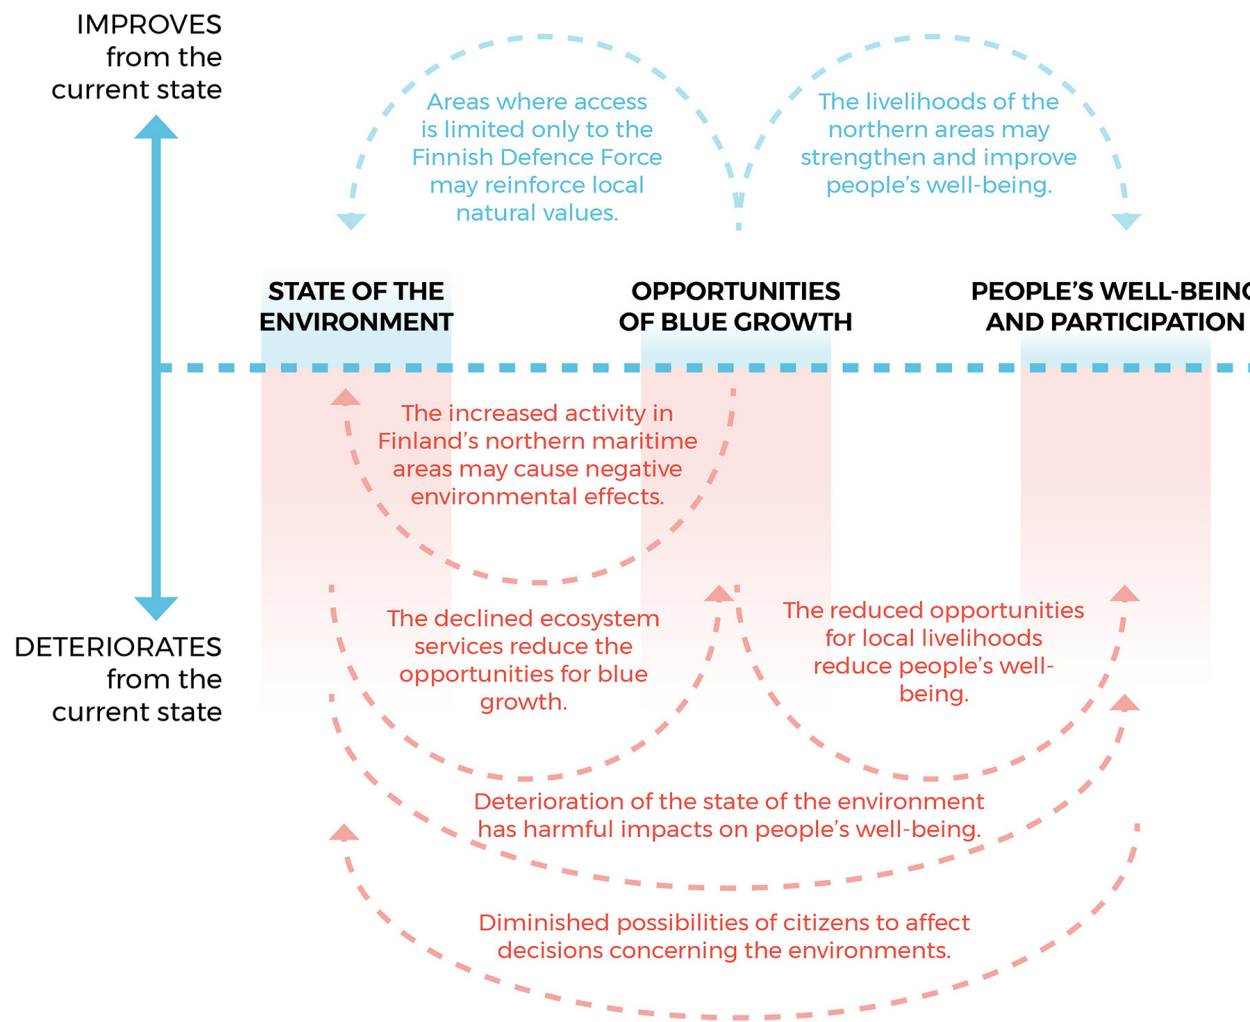 IMPROVES
from the
current state
Areas where access
is limited only to the
Finnish Defence Force
may reinforce local
natural values.
The livelihoods of the
northern areas may
strengthen and improve
people’s well-being.
STATE OF THE
ENVIRONMENT
OPPORTUNITIES
OF BLUE GROWTH
PEOPLE’S WELL-BEING
AND PARTICIPATION
The increased activity in
Finland’s northern maritime
areas may cause negative
environmental effects.
DETERIORATES
from the
current state
The declined ecosystem
services reduce the
opportunities for blue
growth.
The reduced opportunities
for local livelihoods
reduce people’s well-
being.
Deterioration of the state of the environment
has harmful impacts on people’s well-being.
Diminished possibilities of citizens to affect
decisions concerning the environments.